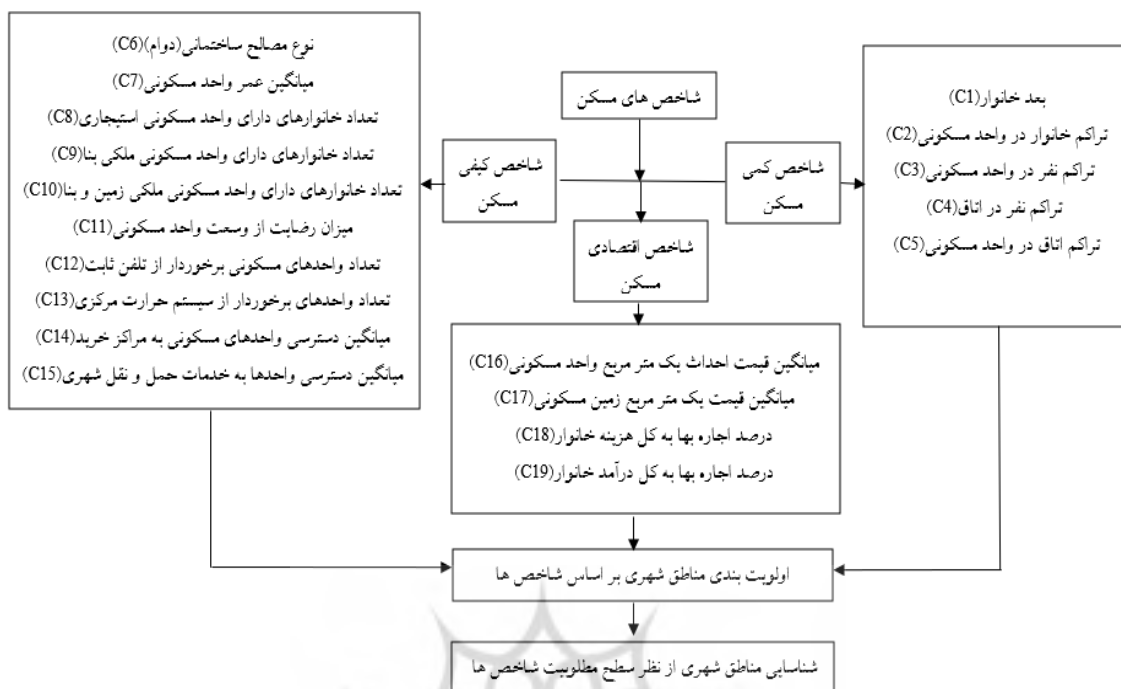 شاخص های مسکن
شاخص کمی
مسکن
شاخص کیفی
مسکن
شاخص اقتصادی
مسکن
بعد خانوار(C1)
تراکم خانوار در واحد مسکونی(C2)
تراکم نفر در واحد مسکونی(C3)
تراکم نفر در اتاق(C4)
تراکم اتاق در واحد مسکونی(C5)
نوع مصالح ساختمانی(دوام)(C6)
میانگین عمر واحد مسکونی(C7)
تعداد خانوارهای دارای واحد مسکونی استیجاری(C8)
تعداد خانوارهای دارای واحد مسکونی ملکی بنا(C9)
تعداد خانوارهای دارای واحد مسکونی ملکی زمین و بنا(C10)
میزان رضایت از وسعت واحد مسکونی(C11)
تعداد واحدهای مسکونی برخوردار از تلفن ثابت(C12)
تعداد واحدهای برخوردار از سیستم حرارت مرکزی(C13)
میانگین دسترسی واحدهای مسکونی به مراکز خرید(C14)
میانگین دسترسی واحدها به خدمات حمل و نقل شهری(C15)
میانگین قیمت احداث یک متر مربع واحد مسکونی(C16)
میانگین قیمت یک متر مربع زمین مسکونی(C17)
درصد اجاره بها به کل هزینه خانوار(C18)
درصد اجاره بها به کل درآمد خانوار(C19)
اولویت بندی مناطق شهری بر اساس شاخص ها
شناسایی مناطق شهری از نظر سطح مطلوبیت شاخص ها